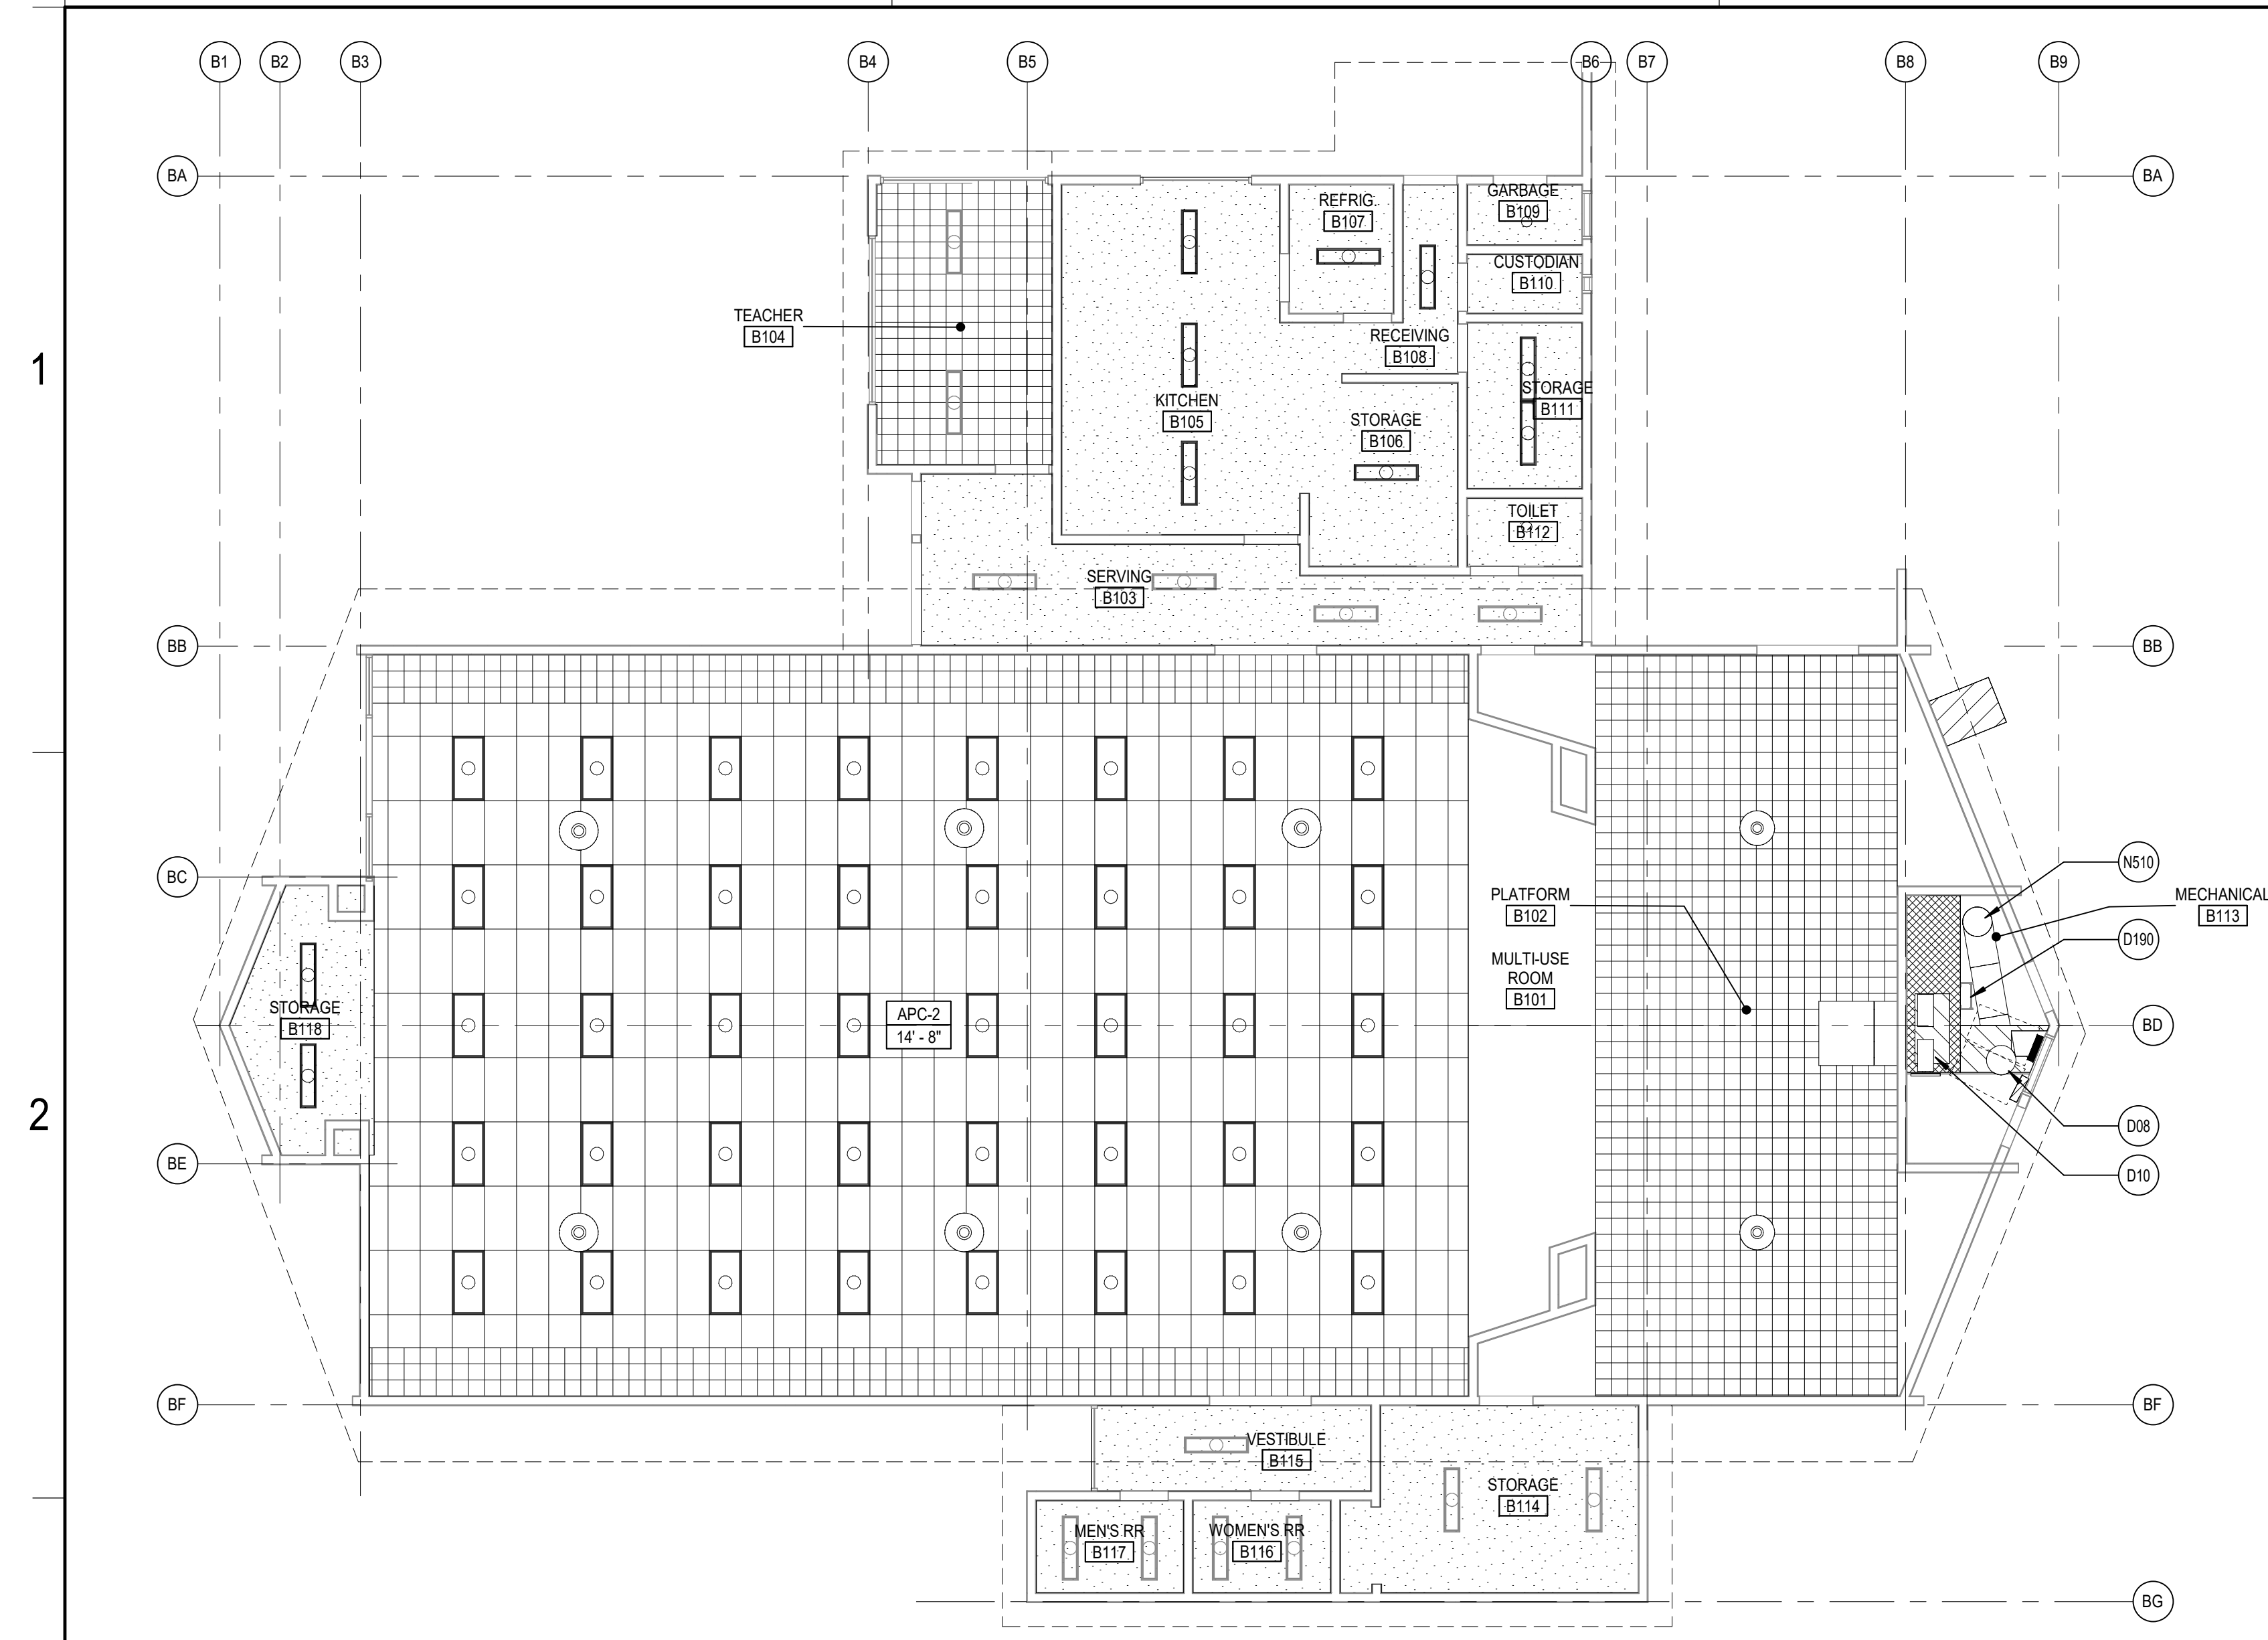 B1
B2
B3
B4
B5
B6
B7
B8
B9
BA
BA
GARBAGE
B109
REFRIG.
B107
CUSTODIAN
B110
TEACHER
B104
RECEIVING
B108
1
KITCHEN
B105
STORAGE
B111
STORAGE
B106
TOILET
B112
SERVING
B103
BB
BB
BC
N510
PLATFORM
B102
MECHANICAL
B113
D190
MULTI-USE
ROOM
B101
STORAGE
B118
APC-2
14' - 8"
BD
2
D08
BE
D10
BF
BF
VESTIBULE
B115
STORAGE
B114
MEN'S RR
B117
WOMEN'S RR
B116
BG